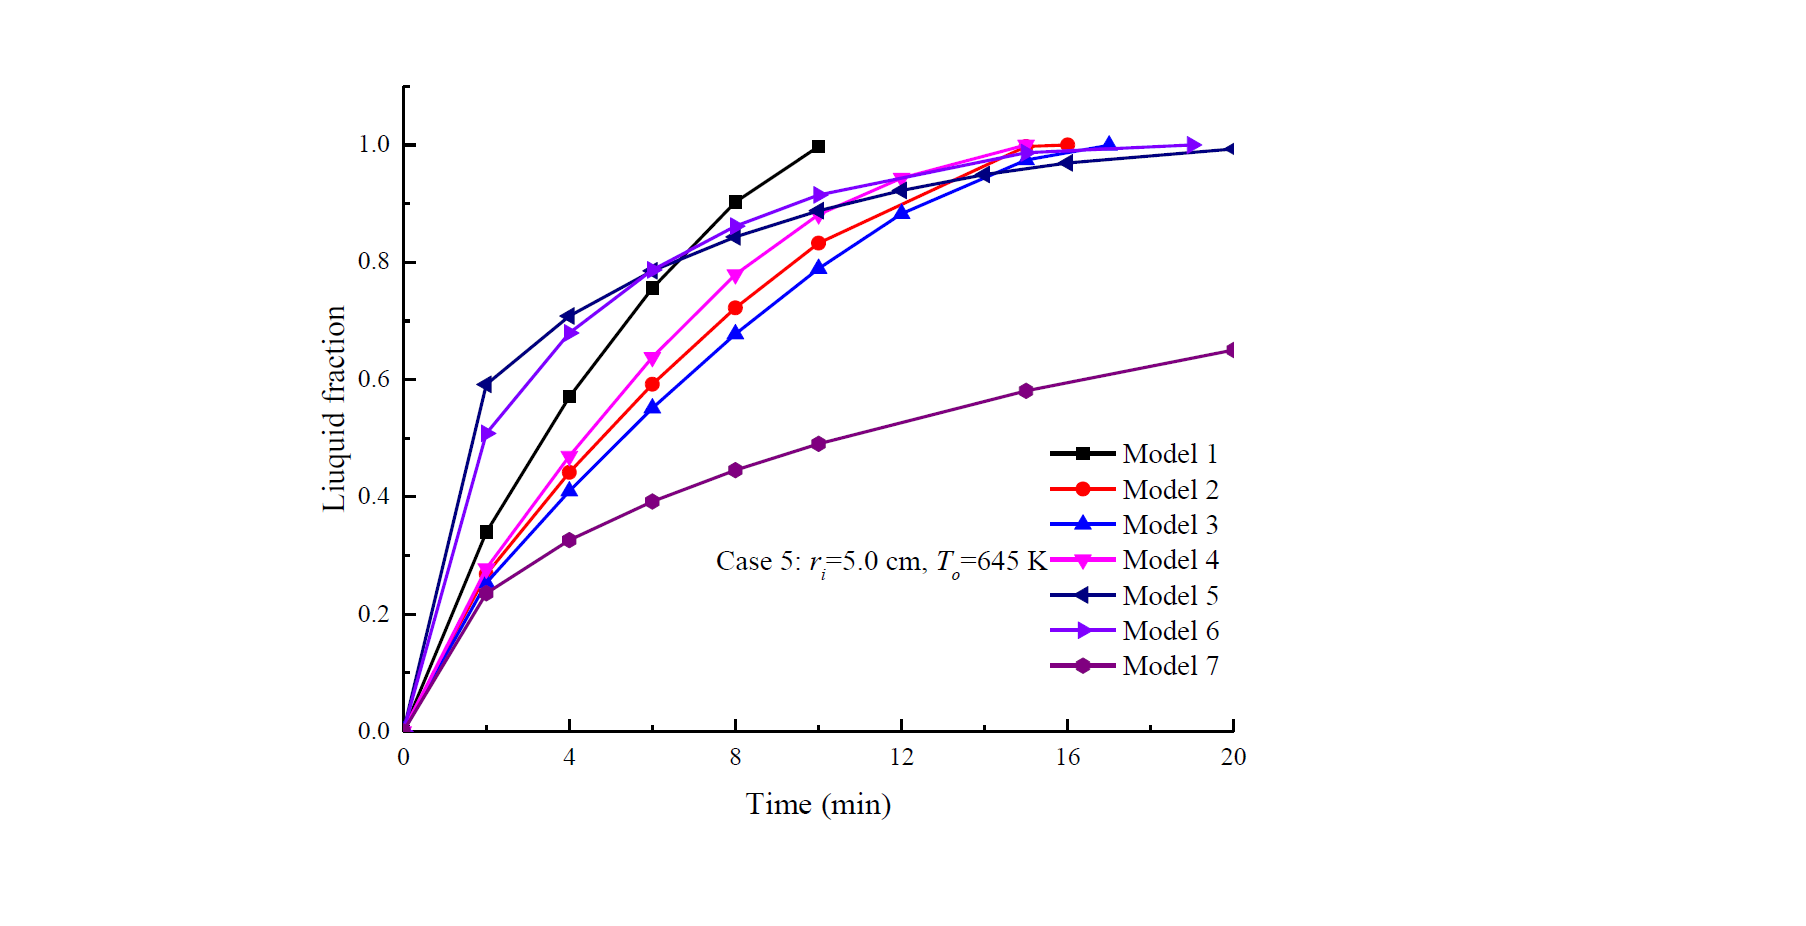 1.0
0.8
0.6
0.4
0.2
0.0
Liuquid fraction
0 4 8 12 16 20
Time (min)
Case 5: ri=5.0 cm, To=645 K
Model 1
Model 2
Model 3
Model 4
Model 5
Model 6
Model 7